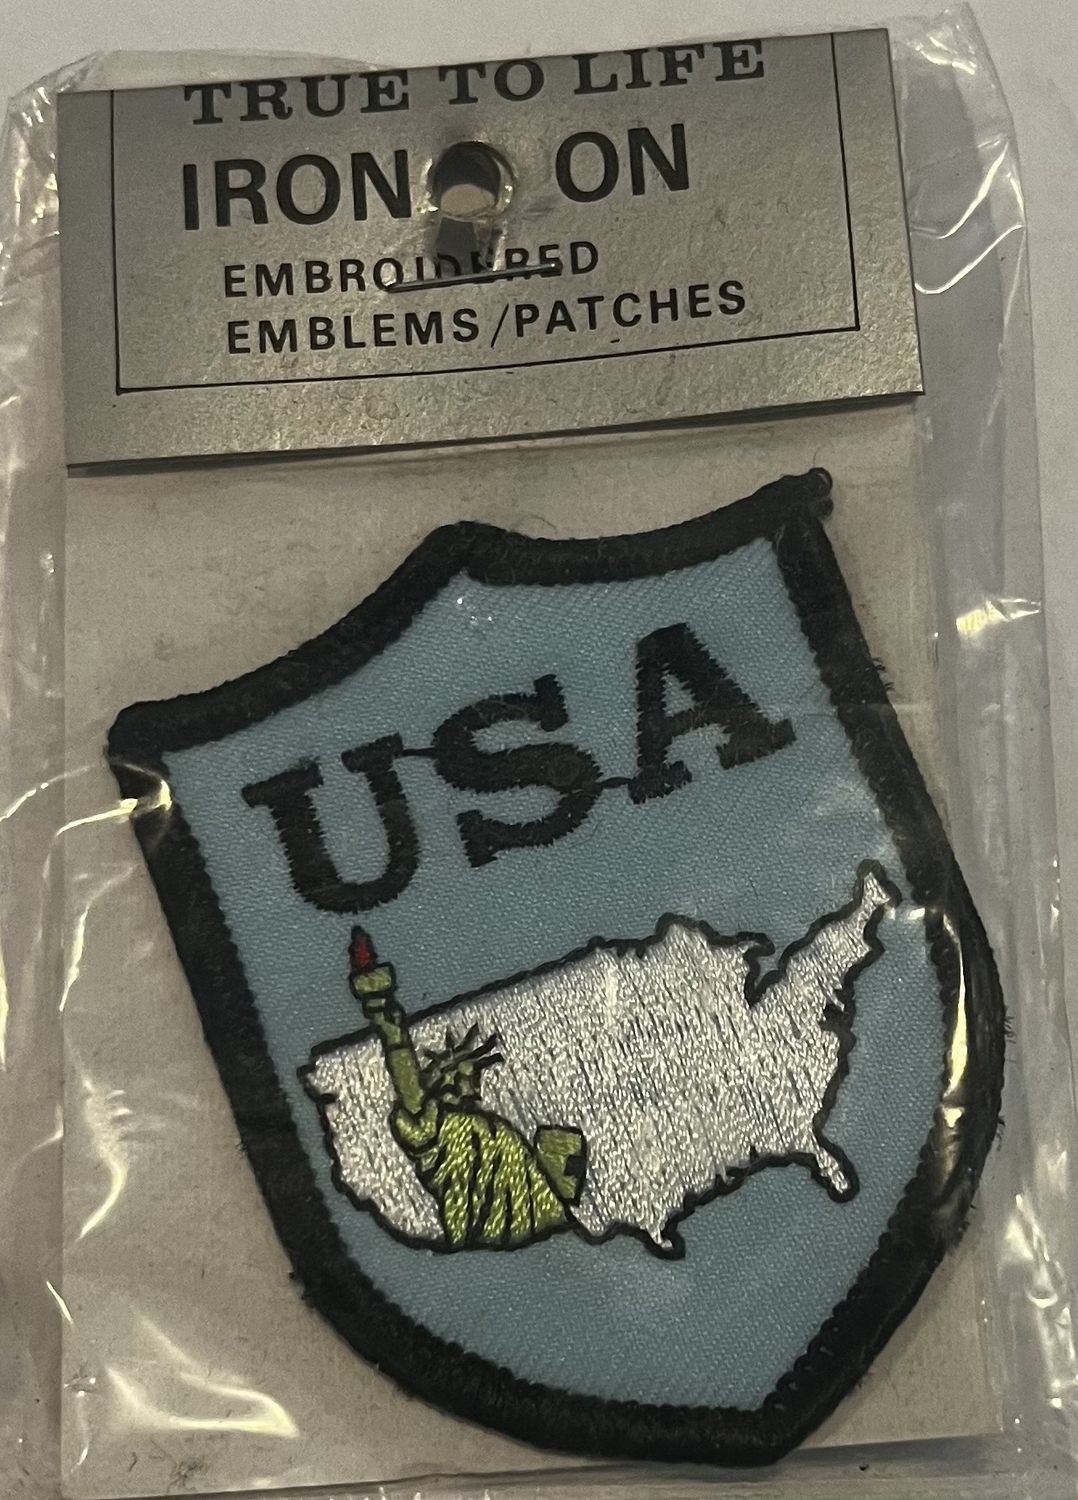 TRUE TO LIFE
IRON ON
EMBROIDERED
EMBLEMS/PATCHES
USA